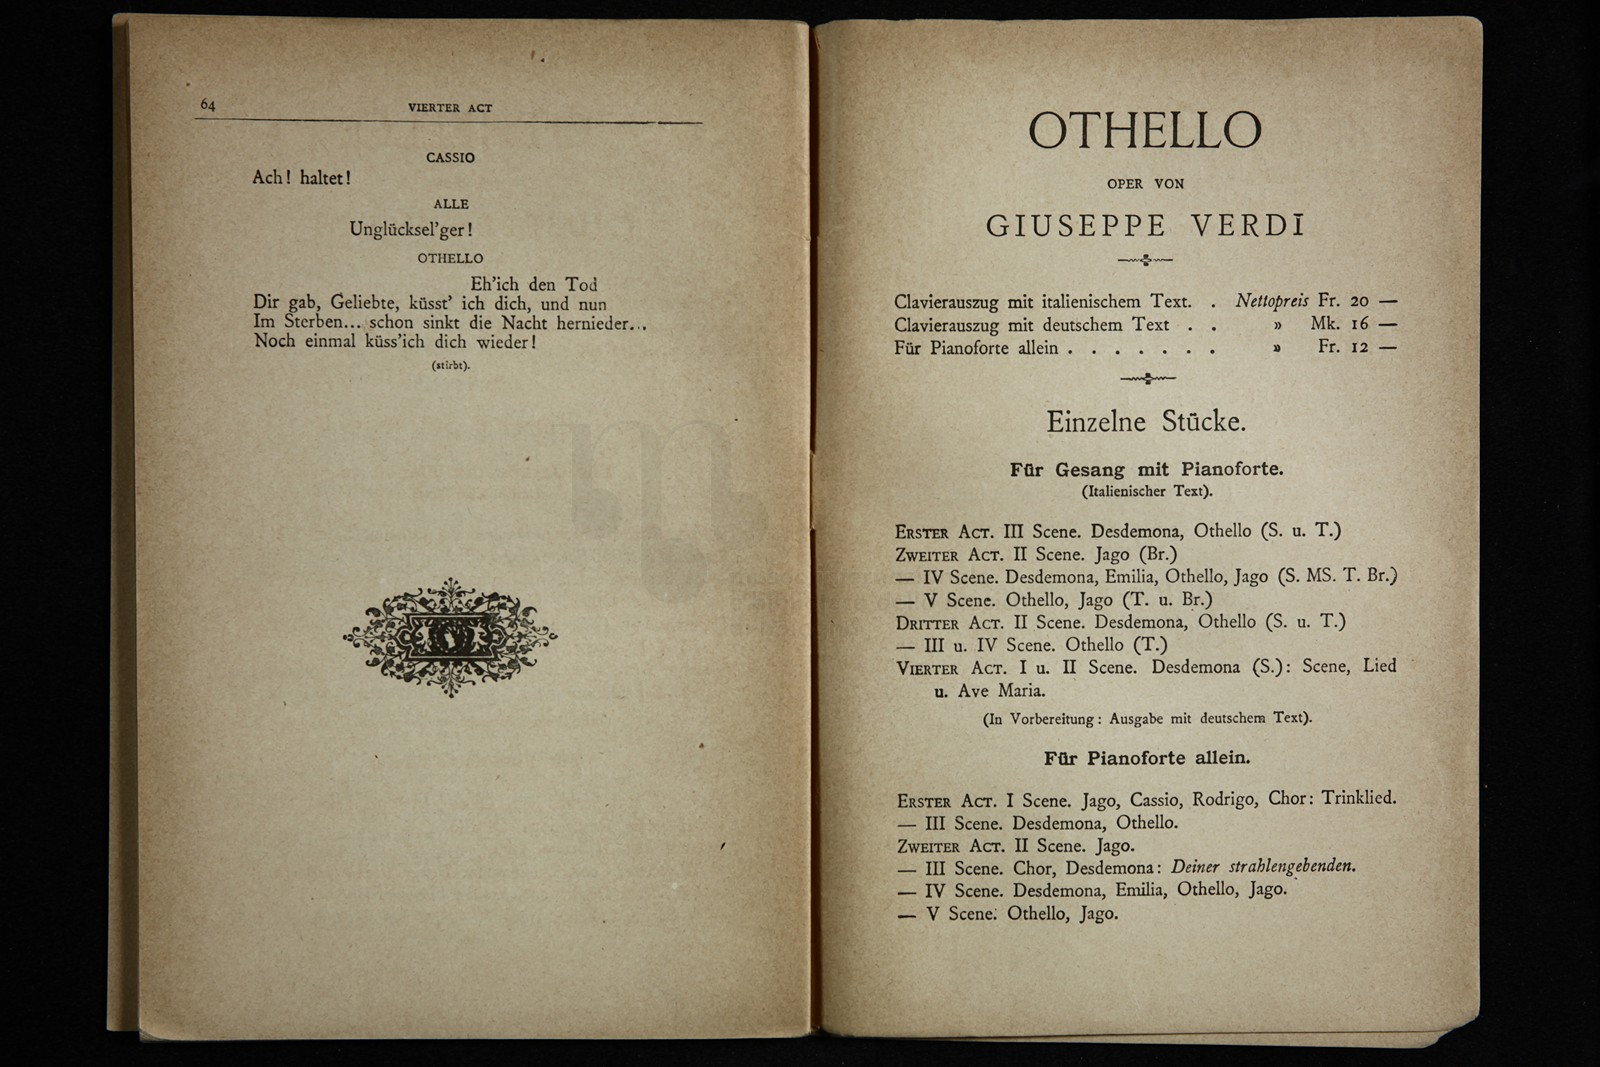 64
VIERTER ACT
CASSIO
Ach! haltet!
ALLE
Unglücksel'ger!
OTHELLO
Eh'ich den Tod
Dir gab, Geliebte, küsst' ich dich, und nun
Im Sterben... schon sinkt die Nacht hernieder...
Noch einmal küss'ich dich wieder!
(stirbt).
OTHELLO
OPER VON
GIUSEPPE VERDI
Clavierauszug mit italienischem Text. . Nettopreis Fr. 20 —
Clavierauszug mit deutschem Text . . » Mk. 16 —
Für Pianoforte allein . . . . . . . » Fr. 12 —
Einzelne Stücke.
Für Gesang mit Pianoforte.
(Italienischer Text).
ERSTER ACT. III Scene. Desdemona, Othello (S. u. T.)
ZWEITER ACT. II Scene. Jago (Br.)
— IV Scene. Desdemona, Emilia, Othello, Jago (S. MS. T. Br.)
— V Scene. Othello, Jago (T. u. Br.)
DRITTER ACT. II Scene. Desdemona, Othello (S. u. T.)
— III u. IV Scene. Othello (T.)
VIERTER ACT. I u. II Scene. Desdemona (S.): Scene, Lied
u. Ave Maria.
(In Vorbereitung: Ausgabe mit deutschem Text).
Für Pianoforte allein.
ERSTER ACT. I Scene. Jago, Cassio, Rodrigo, Chor: Trinklied.
— III Scene. Desdemona, Othello.
ZWEITER ACT. II Scene. Jago.
— III Scene. Chor, Desdemona: Deiner strahlengebenden.
— IV Scene. Desdemona, Emilia, Othello, Jago.
— V Scene. Othello, Jago.